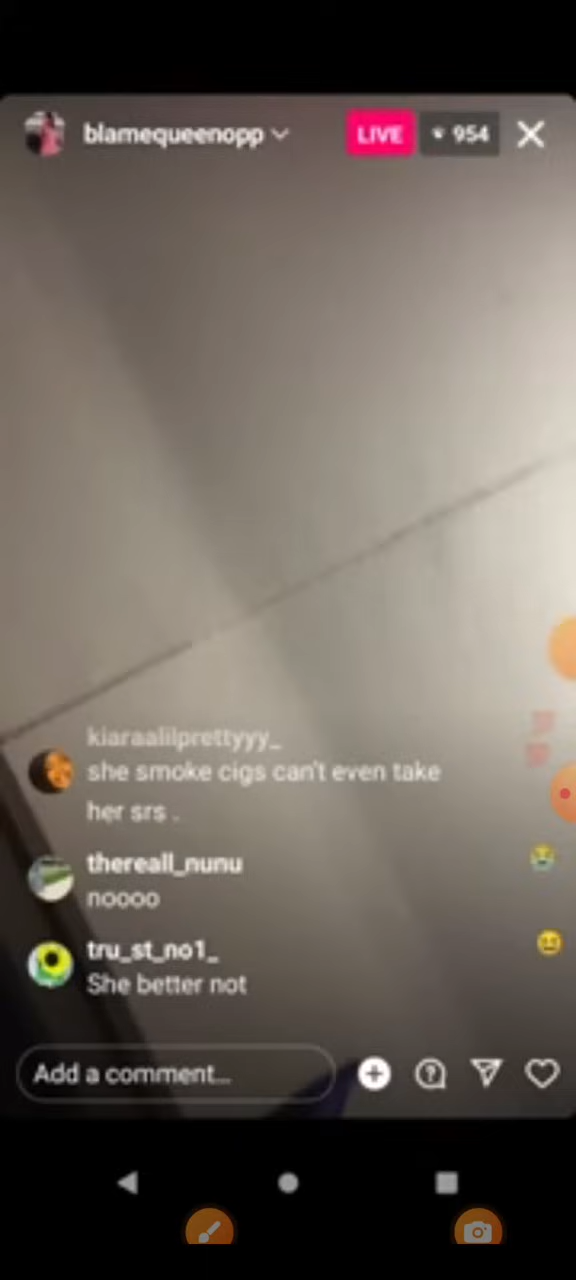 blamequeenopp
LIVE
954
kiaraalilprettyyy_
she smoke cigs can't even take
her srs .
thereall_nunu
noooo
tru_st_no1_
She better not
Add a comment...